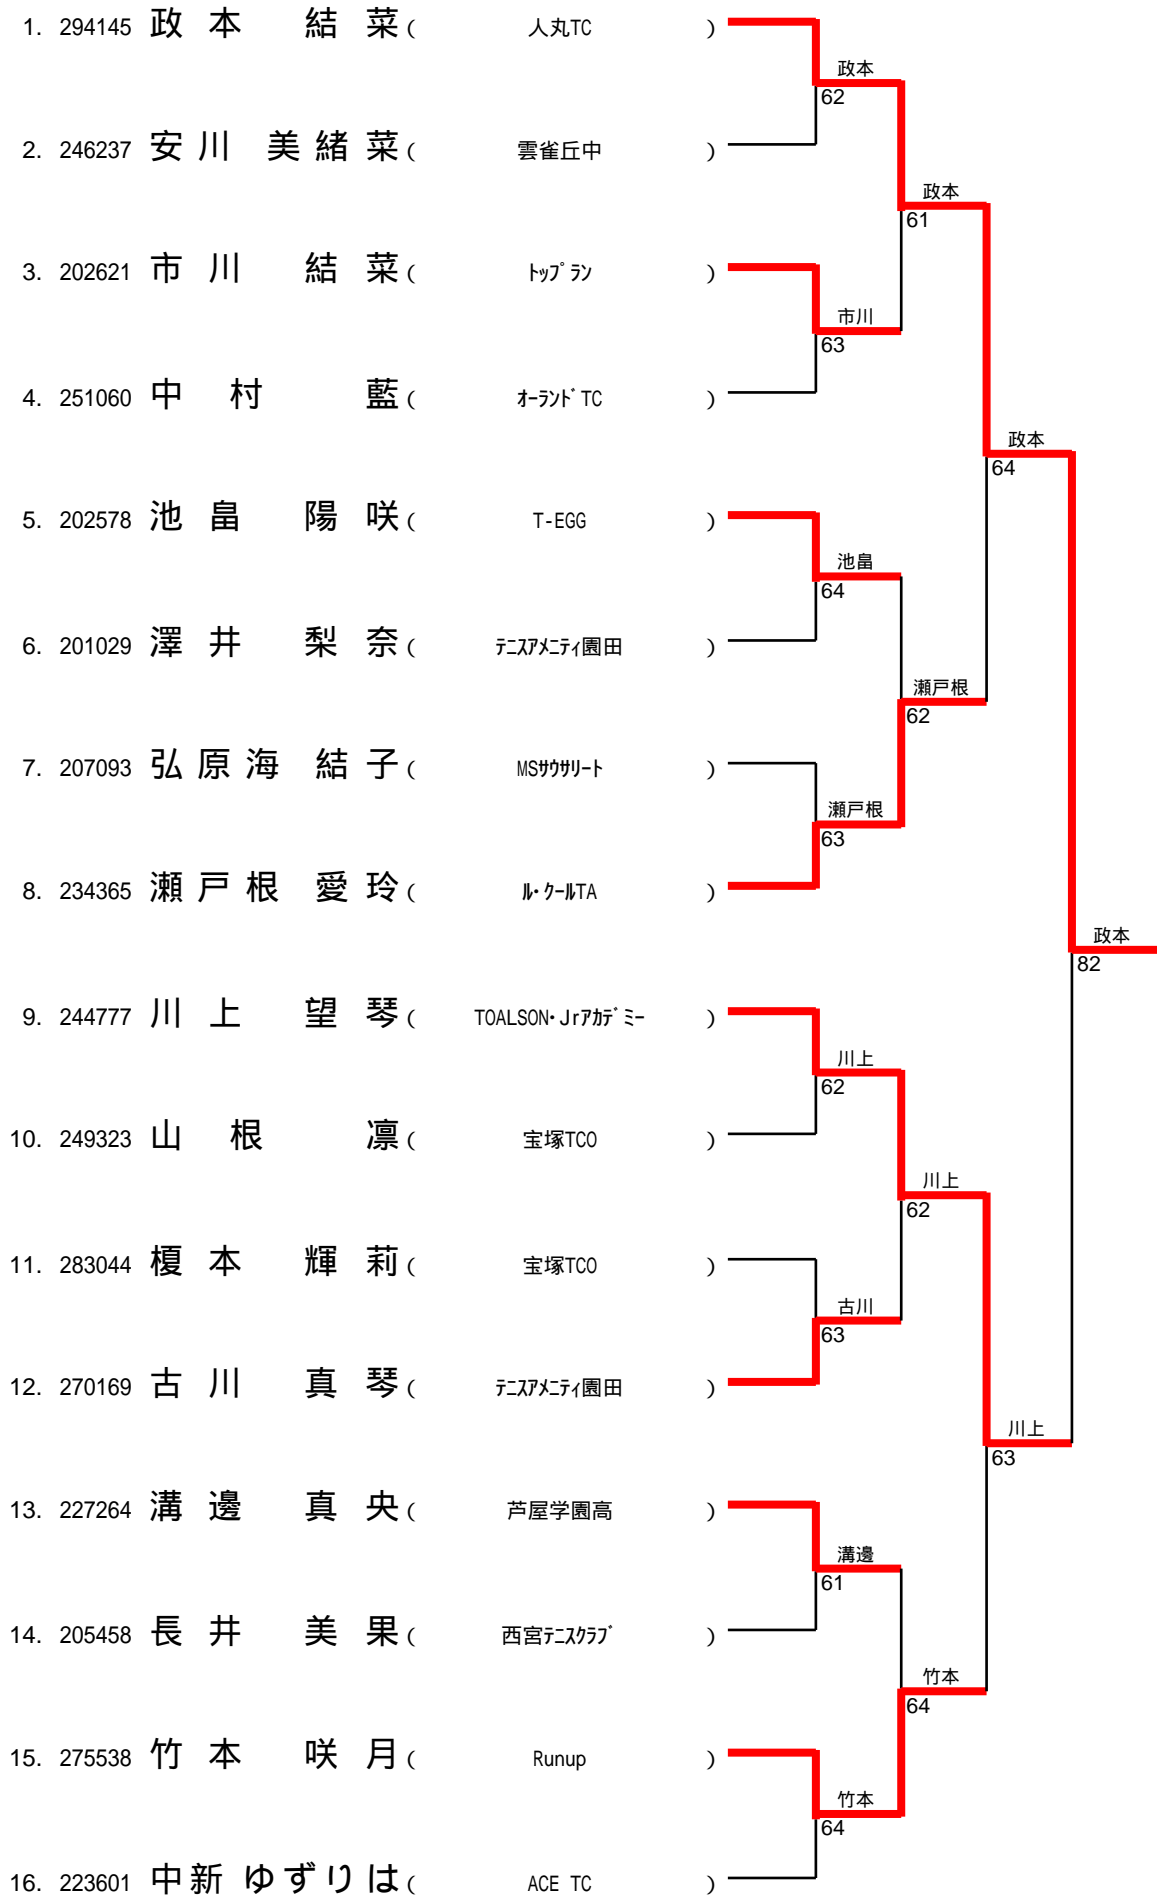 1. 294145 政本 結菜 ( 人丸TC )
政本
62
2. 246237 安川 美緒菜 ( 雲雀丘中 )
政本
61
3. 202621 市川 結菜 ( ﾄｯﾌﾟﾗﾝ )
市川
63
4. 251060 中村 藍 ( ｵｰﾗﾝﾄﾞTC )
政本
64
5. 202578 池畠 陽咲 ( T-EGG )
池畠
64
6. 201029 澤井 梨奈 ( ﾃﾆｽｱﾒﾆﾃｨ園田 )
瀬戸根
62
7. 207093 弘原海 結子 ( MSｻｳｻﾘｰﾄ )
瀬戸根
63
8. 234365 瀬戸根 愛玲 ( ﾙ･ｸｰﾙTA )
政本
82
9. 244777 川上 望琴 ( TOALSON･Jrｱｶﾃﾞﾐｰ )
川上
62
10. 249323 山根 凛 ( 宝塚TCO )
川上
62
11. 283044 榎本 輝莉 ( 宝塚TCO )
古川
63
12. 270169 古川 真琴 ( ﾃﾆｽｱﾒﾆﾃｨ園田 )
川上
63
13. 227264 溝邊 真央 ( 芦屋学園高 )
溝邊
61
14. 205458 長井 美果 ( 西宮ﾃﾆｽｸﾗﾌﾞ )
竹本
64
15. 275538 竹本 咲月 ( Runup )
竹本
64
16. 223601 中新 ゆずりは ( ACE TC )